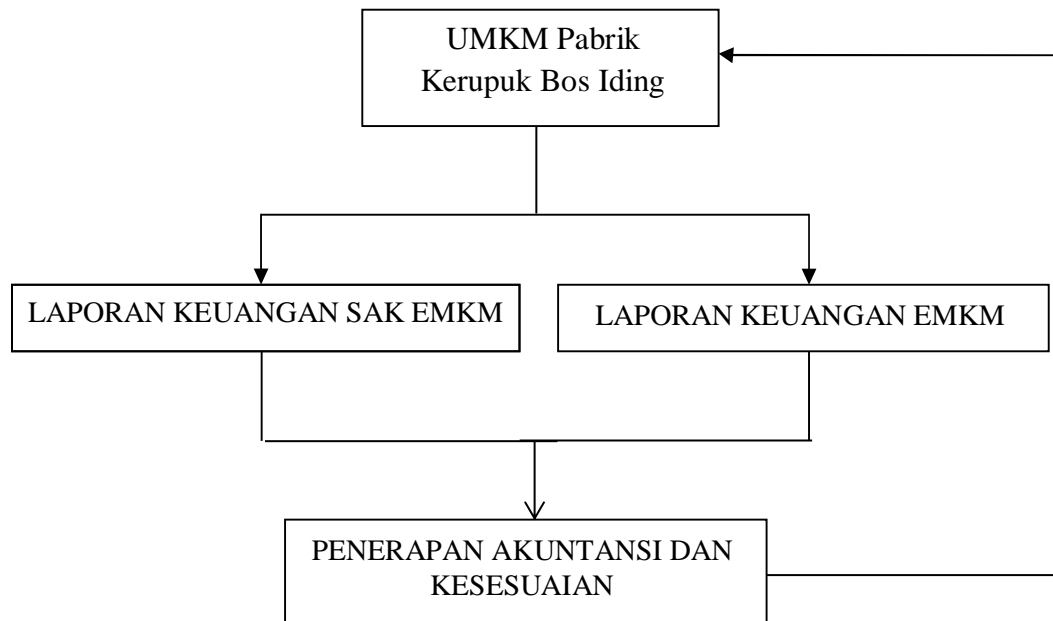 UMKM Pabrik
Kerupuk Bos Iding
LAPORAN KEUANGAN SAK EMKM
LAPORAN KEUANGAN EMKM
PENERAPAN AKUNTANSI DAN
KESESUAIAN